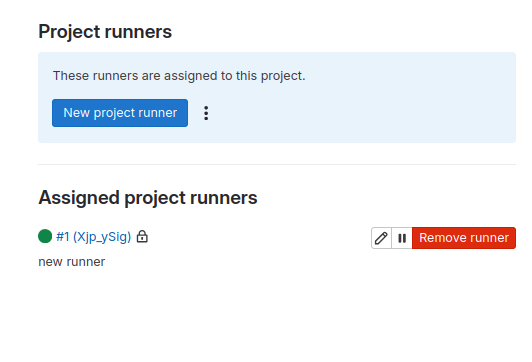 Project runners
These runners are assigned to this project.
New project runner
Assigned project runners
#1 (Xjp_ySig)
Remove runner
new runner